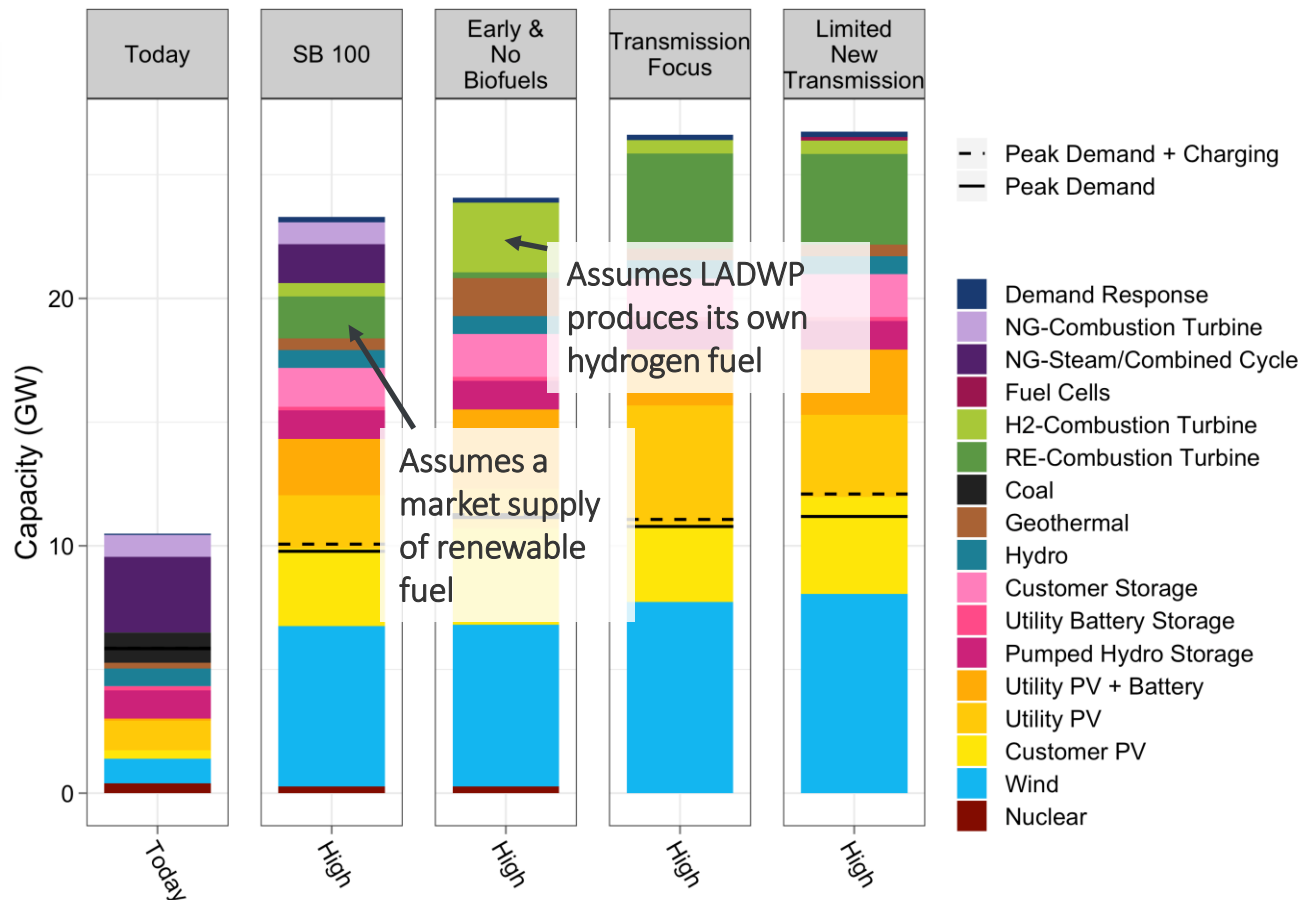 Today
SB 100
Early &
No
Biofuels
Transmission
Focus
Limited
New
Transmission
Peak Demand + Charging
Peak Demand
Capacity (GW)
20
10
0
Assumes LADWP
produces its own
hydrogen fuel
Assumes a
market supply
of renewable
fuel
Demand Response
NG-Combustion Turbine
NG-Steam/Combined Cycle
Fuel Cells
H2-Combustion Turbine
RE-Combustion Turbine
Coal
Geothermal
Hydro
Customer Storage
Utility Battery Storage
Pumped Hydro Storage
Utility PV + Battery
Utility PV
Customer PV
Wind
Nuclear
Today
High
High
High
High